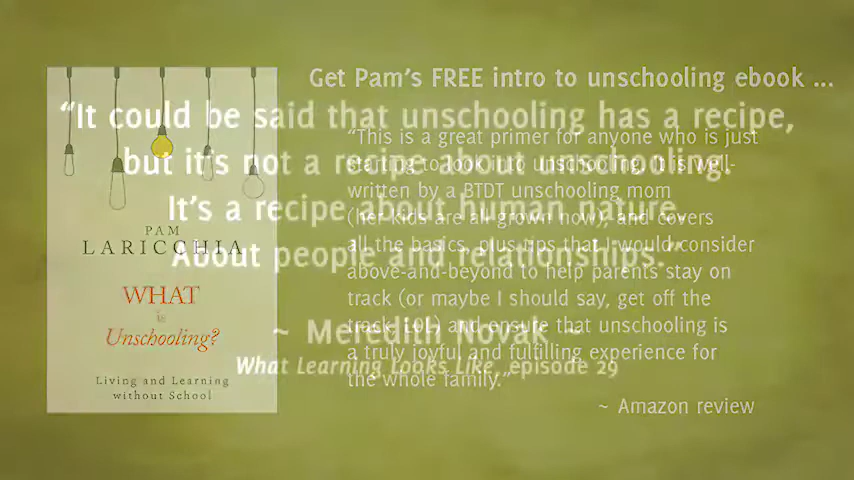 Get Pam's FREE intro to unschooling ebook ...
"It could be said that unschooling has a recipe,
but it's not a recipe about unschooling.
It's a recipe about human nature.
About people and relationships."
~ Meredith Novak ~
What Learning Looks Like, episode 29
"This is a great primer for anyone who is just
starting to look into unschooling. It is well-
written by a BTDT unschooling mom
(her kids are all grown now), and covers
all the basics, plus tips that I would consider
above-and-beyond to help parents stay on
track (or maybe I should say, get off the
track, LOL) and ensure that unschooling is
a truly joyful and fulfilling experience for
the whole family."
~ Amazon review
PAM
LARICCHIA
WHAT
is
Unschooling?
Living and Learning
without School